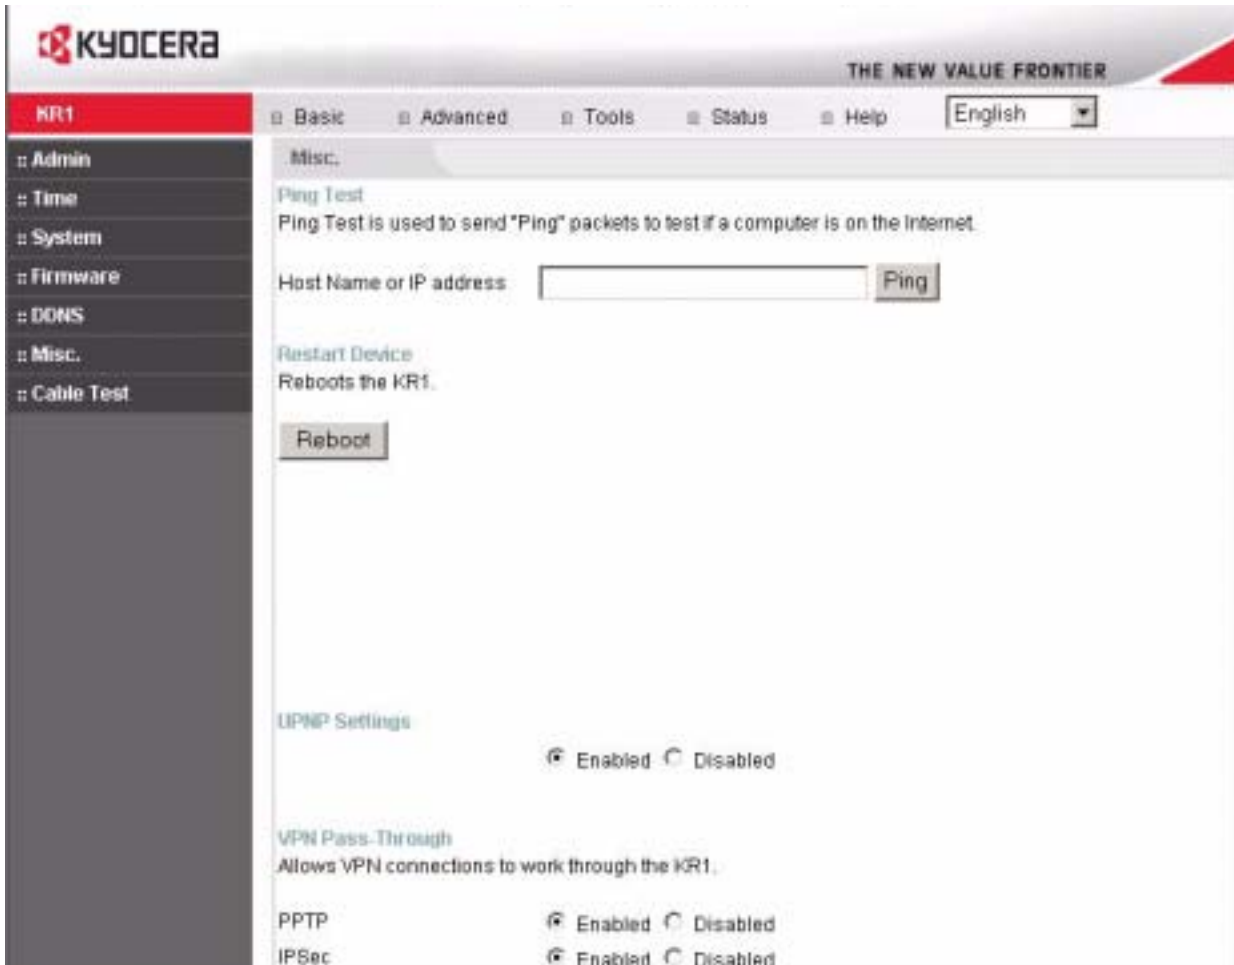 KYOCERA
THE NEW VALUE FRONTIER
KR1
Basic Advanced Tools Status Help English
:: Admin
:: Time
:: System
:: Firmware
:: DDNS
:: Misc.
:: Cable Test
Misc.
Ping Test
Ping Test is used to send "Ping" packets to test if a computer is on the Internet.
Host Name or IP address Ping
Restart Device
Reboots the KR1.
Reboot
UPNP Settings
Enabled Disabled
VPN Pass-Through
Allows VPN connections to work through the KR1.
PPTP Enabled Disabled
IPSec Enabled Disabled